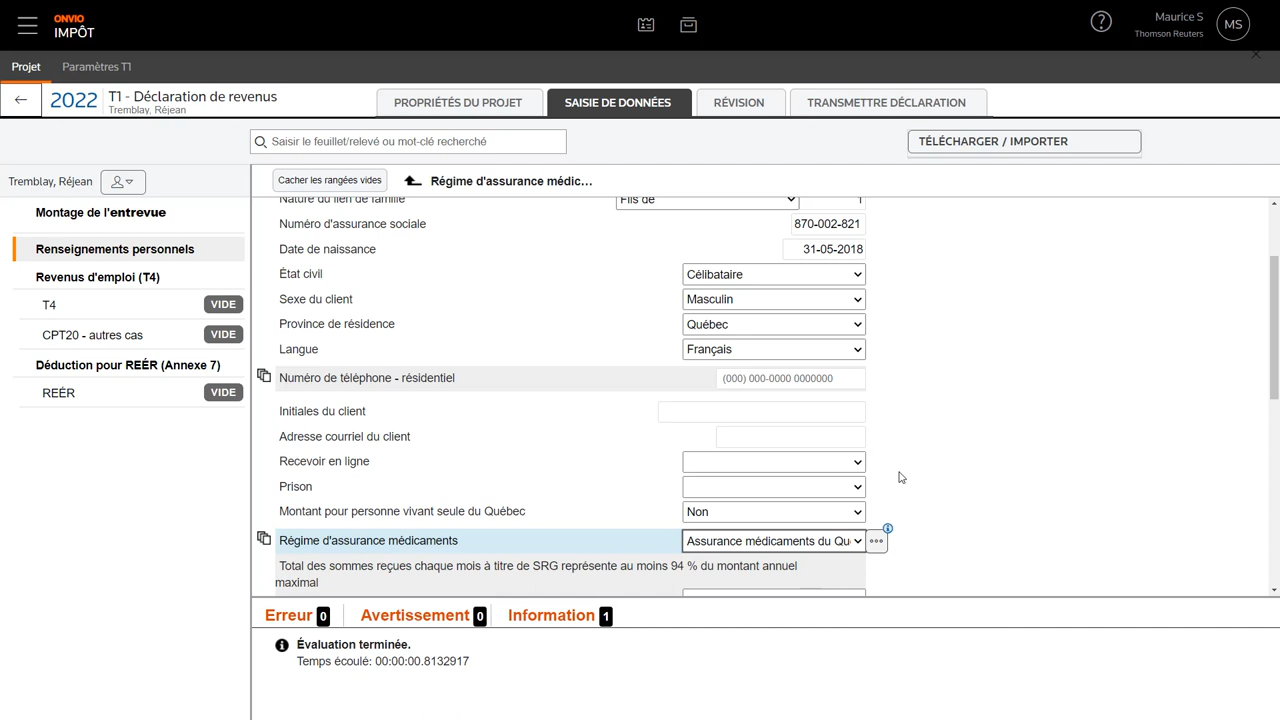 ONVIO
IMPÔT
Maurice S
Thomson Reuters
MS
Projet
Paramètres T1
2022
T1 - Déclaration de revenus
Tremblay, Réjean
PROPRIÉTÉS DU PROJET
SAISIE DE DONNÉES
RÉVISION
TRANSMETTRE DÉCLARATION
Saisir le feuillet/relevé ou mot-clé recherché
TÉLÉCHARGER / IMPORTER
Tremblay, Réjean
Cacher les rangées vides
Régime d'assurance médic...
Montage de l'entrevue
Renseignements personnels
Revenus d'emploi (T4)
T4 VIDE
CPT20 - autres cas VIDE
Déduction pour REÉR (Annexe 7)
REÉR VIDE
Nature du lien de famille Fils de 1
Numéro d'assurance sociale 870-002-821
Date de naissance 31-05-2018
État civil Célibataire
Sexe du client Masculin
Province de résidence Québec
Langue Français
Numéro de téléphone - résidentiel (000) 000-0000 0000000
Initiales du client
Adresse courriel du client
Recevoir en ligne
Prison
Montant pour personne vivant seule du Québec Non
Régime d'assurance médicaments Assurance médicaments du Qu
Total des sommes reçues chaque mois à titre de SRG représente au moins 94 % du montant annuel
maximal
Erreur 0
Avertissement 0
Information 1
Évaluation terminée.
Temps écoulé: 00:00:00.8132917